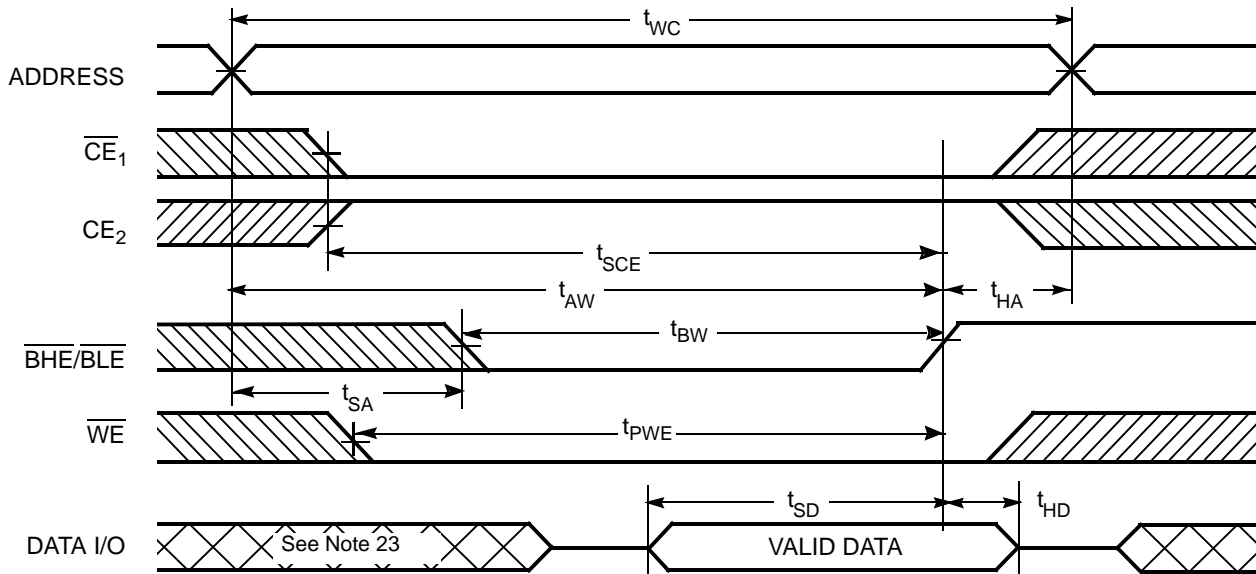 tWC
ADDRESS
CE1
CE2
tSCE
tAW
tHA
tBW
BHE/BLE
tSA
WE
tPWE
tSD
tHD
DATA I/O
See Note 23
VALID DATA